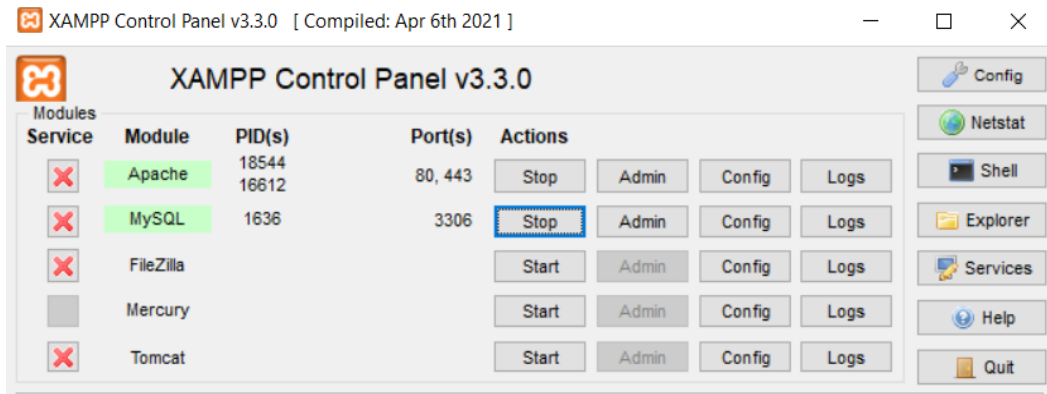 XAMPP Control Panel v3.3.0 [ Compiled: Apr 6th 2021 ]
XAMPP Control Panel v3.3.0
Config
Modules
Service Module PID(s) Port(s) Actions
Netstat
Apache 18544 16612 80, 443 Stop Admin Config Logs
Shell
MySQL 1636 3306 Stop Admin Config Logs
Explorer
FileZilla Start Admin Config Logs
Services
Mercury Start Admin Config Logs
Help
Tomcat Start Admin Config Logs
Quit